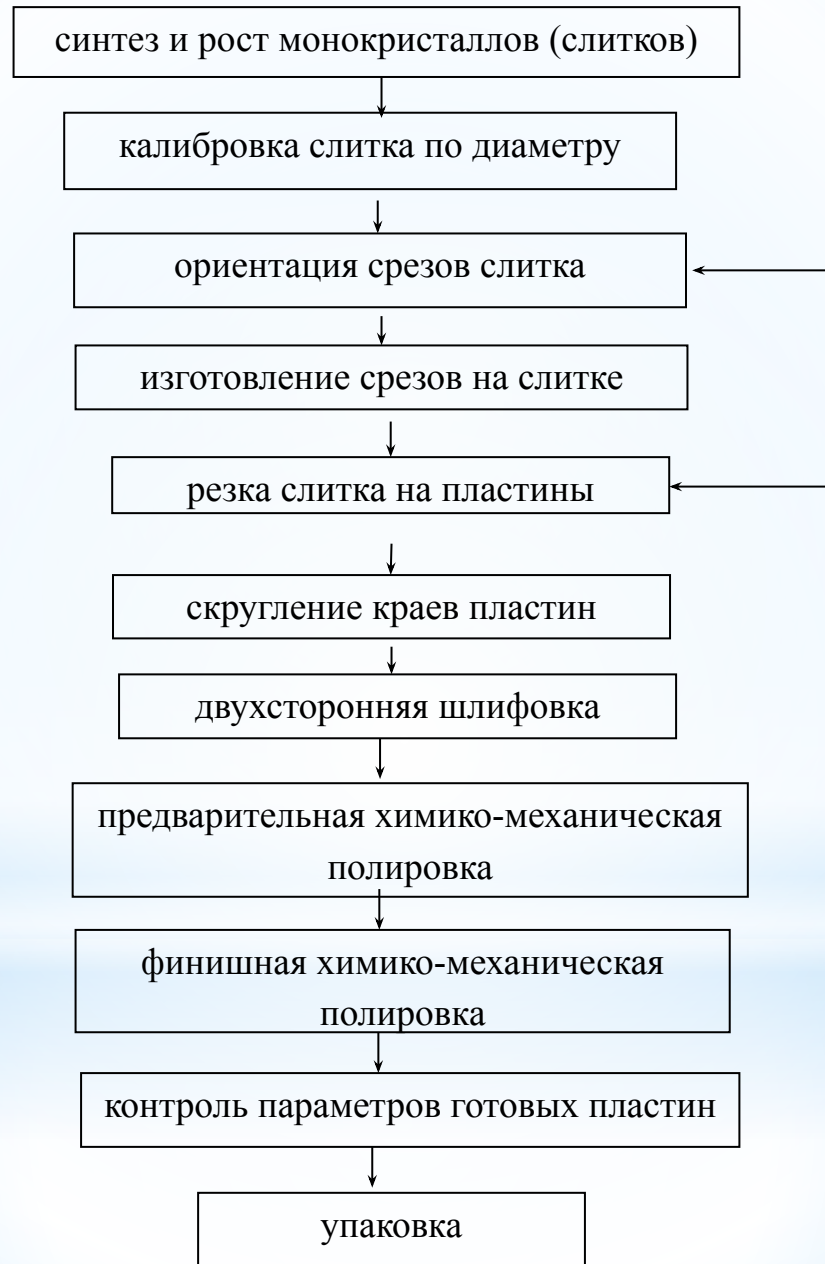 синтез и рост монокристаллов (слитков)
калибровка слитка по диаметру
ориентация срезов слитка
изготовление срезов на слитке
резка слитка на пластины
скругление краев пластин
двухсторонняя шлифовка
предварительная химико-механическая
полировка
финишная химико-механическая
полировка
контроль параметров готовых пластин
упаковка